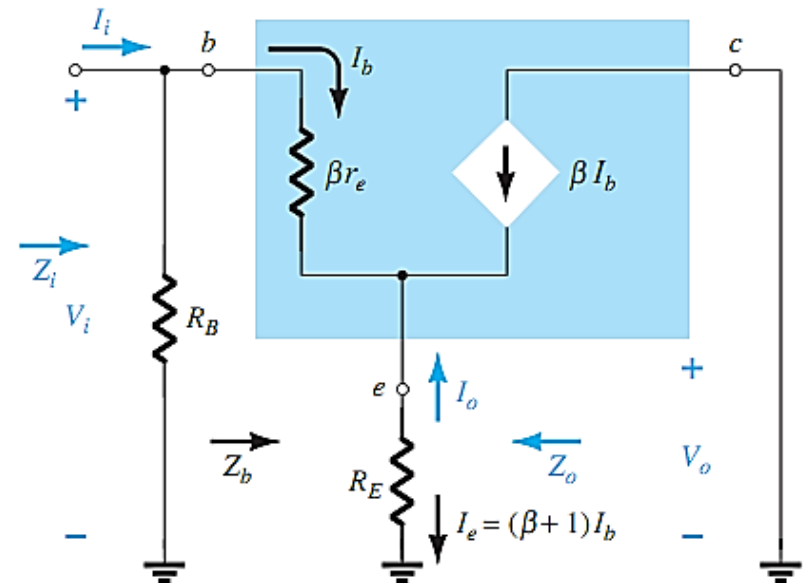 I_i
b
c
I_b
+
βr_e
βI_b
Z_i
V_i
R_B
+
e
I_o
Z_b
Z_o
V_o
R_E
I_e = (β + 1)I_b
−
−